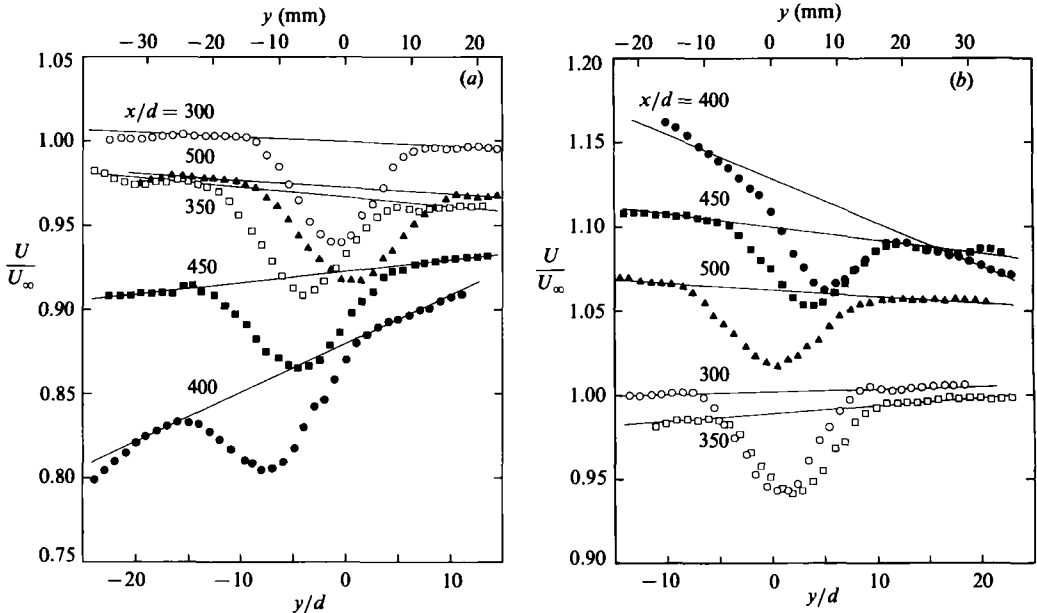 y (mm)
−30 −20 −10 0 10 20
1.05
(a)
x/d = 300
1.00
500
350
0.95
U/U∞
450
0.90
400
0.85
0.80
0.75
−20 −10 0 10
y/d
y (mm)
−20 −10 0 10 20 30
1.20
(b)
x/d = 400
1.15
450
1.10
U/U∞
500
1.05
300
1.00
350
0.95
0.90
−10 0 10 20
y/d